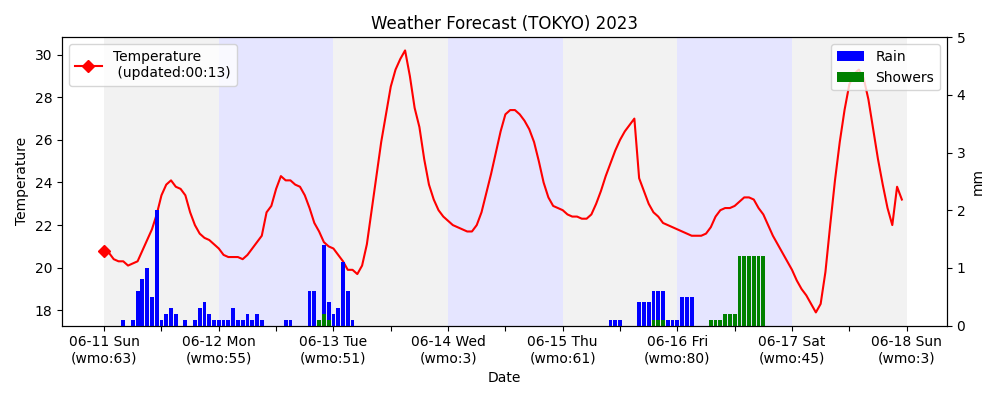 Weather Forecast (TOKYO) 2023
Temperature
(updated:00:13)
Rain
Showers
30
28
26
24
22
20
18
Temperature
5
4
3
2
1
0
mm
06-11 Sun
(wmo:63)
06-12 Mon
(wmo:55)
06-13 Tue
(wmo:51)
06-14 Wed
(wmo:3)
06-15 Thu
(wmo:61)
06-16 Fri
(wmo:80)
06-17 Sat
(wmo:45)
06-18 Sun
(wmo:3)
Date